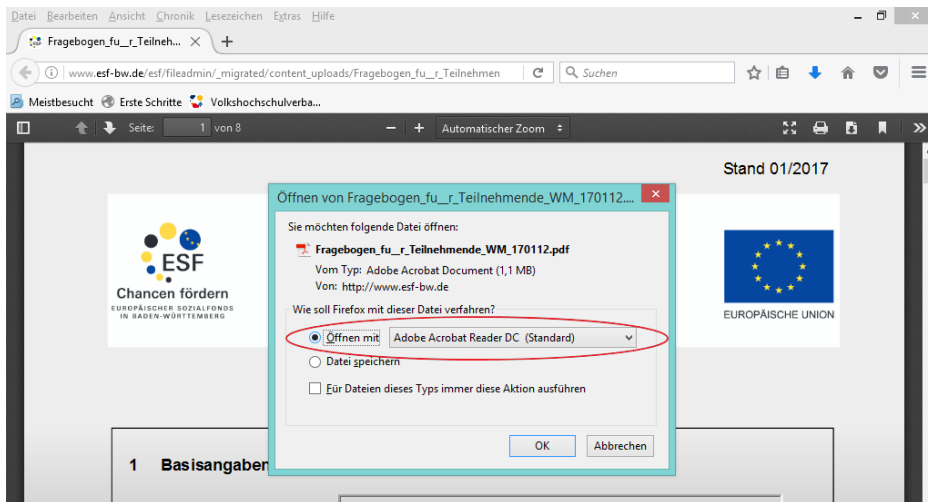 Datei Bearbeiten Ansicht Chronik Lesezeichen Extras Hilfe
Fragebogen_fu__r_Teilneh...
www.esf-bw.de/esf/fileadmin/_migrated/content_uploads/Fragebogen_fu__r_Teilnehmen
Suchen
Meistbesucht Erste Schritte Volkshochschulverba...
Seite: 1 von 8 Automatischer Zoom
Stand 01/2017
Öffnen von Fragebogen_fu__r_Teilnehmende_WM_170112....
Sie möchten folgende Datei öffnen:
Fragebogen_fu__r_Teilnehmende_WM_170112.pdf
Vom Typ: Adobe Acrobat Document (1,1 MB)
Von: http://www.esf-bw.de
Wie soll Firefox mit dieser Datei verfahren?
Öffnen mit Adobe Acrobat Reader DC (Standard)
Datei speichern
Für Dateien dieses Typs immer diese Aktion ausführen
OK Abbrechen
ESF
Chancen fördern
EUROPÄISCHER SOZIALFONDS
IN BADEN-WÜRTTEMBERG
EUROPÄISCHE UNION
1 Basisangaben